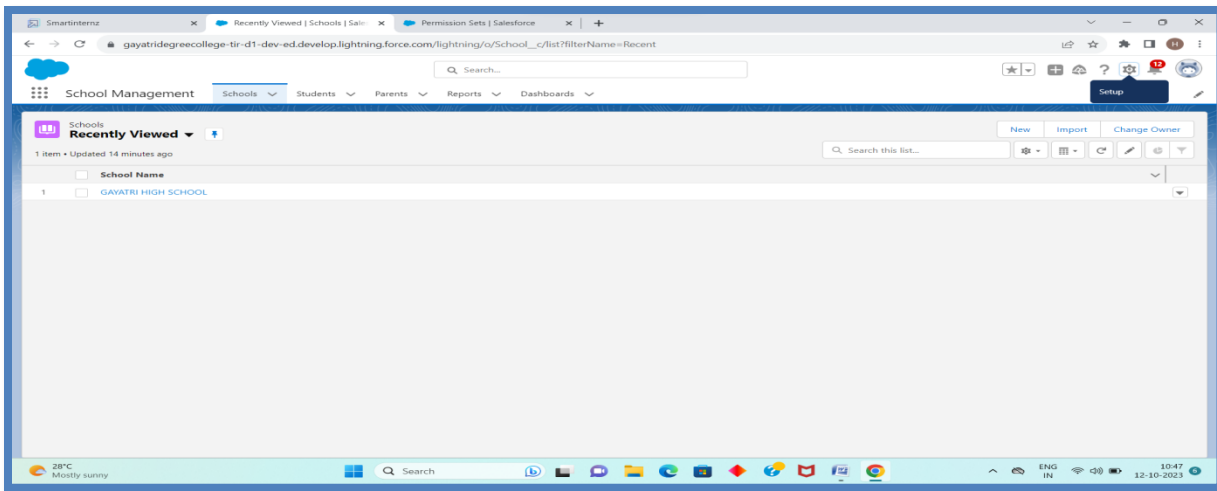 Smartinternz
Recently Viewed | Schools | Sale
Permission Sets | Salesforce
gayatridegreecollege-tir-d1-dev-ed.develop.lightning.force.com/lightning/o/School__c/list?filterName=Recent
H
Search...
12
School Management Schools Students Parents Reports Dashboards
Setup
Schools
Recently Viewed
New Import Change Owner
1 item • Updated 14 minutes ago
Search this list...
School Name
1 GAYATRI HIGH SCHOOL
28°C
Mostly sunny
Search
ENG
IN
10:47
12-10-2023
6